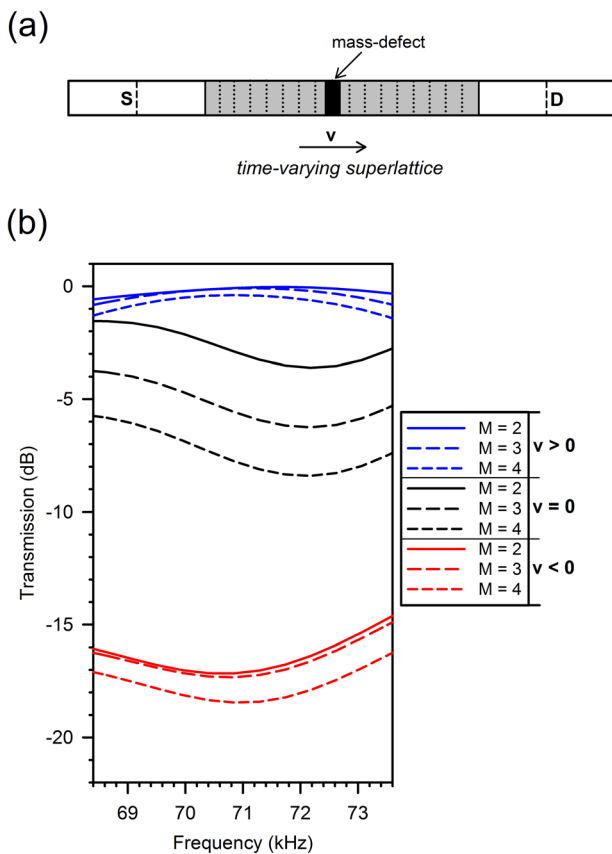 (a)
mass-defect
S
D
v
time-varying superlattice
(b)
0
-5
-10
-15
-20
Transmission (dB)
69 70 71 72 73
Frequency (kHz)
M = 2
M = 3
M = 4
v > 0
M = 2
M = 3
M = 4
v = 0
M = 2
M = 3
M = 4
v < 0